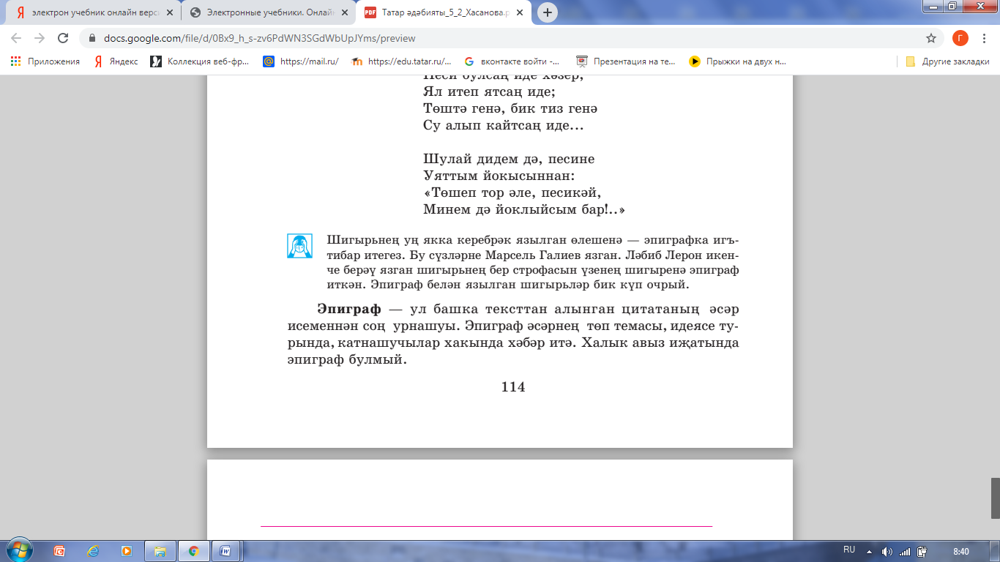 электрон учебник онлайн верс
Электронные учебники. Онлайн
Татар әдәбияты_5_2_Хасанова.p
docs.google.com/file/d/0Bx9_h_s-zv6PdWN3SGdWbUpJYms/preview
Г
Приложения
Яндекс
Коллекция веб-фр...
https://mail.ru/
https://edu.tatar.ru/...
вконтакте войти -...
Презентация на те...
Прыжки на двух н...
Другие закладки
Песи булсаң иде хәзер,
Ял итеп ятсаң иде;
Төштә генә, бик тиз генә
Су алып кайтсаң иде...
Шулай дидем дә, песине
Уяттым йокысыннан:
«Төшеп тор әле, песикәй,
Минем дә йоклыйсым бар!..»
Шигырьнең уң якка керебрәк язылган өлешенә — эпиграфка игъ-
тибар итегез. Бу сүзләрне Марсель Галиев язган. Ләбиб Лерон икен-
че берәү язган шигырьнең бер строфасын үзенең шигыренә эпиграф
иткән. Эпиграф белән язылган шигырьләр бик күп очрый.
Эпиграф — ул башка тексттан алынган цитатаның әсәр
исеменнән соң урнашуы. Эпиграф әсәрнең төп темасы, идеясе ту-
рында, катнашучылар хакында хәбәр итә. Халык авыз иҗатында
эпиграф булмый.
114
RU
8:40